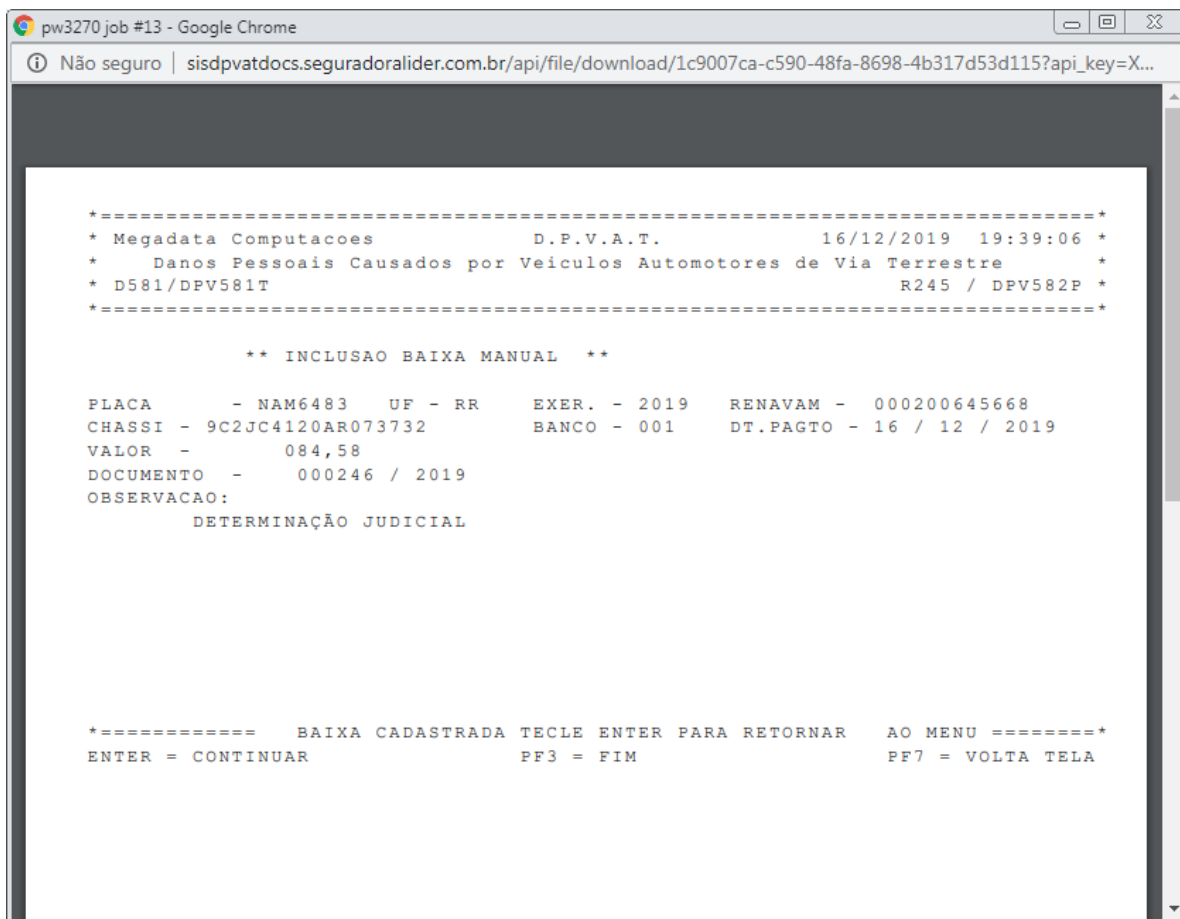 pw3270 job #13 - Google Chrome
Não seguro | sisdpvatdocs.seguradoralider.com.br/api/file/download/1c9007ca-c590-48fa-8698-4b317d53d115?api_key=X...
*============================================================================*
* Megadata Computacoes D.P.V.A.T. 16/12/2019 19:39:06 *
* Danos Pessoais Causados por Veiculos Automotores de Via Terrestre *
* D581/DPV581T R245 / DPV582P *
*============================================================================*
** INCLUSAO BAIXA MANUAL **
PLACA - NAM6483 UF - RR EXER. - 2019 RENAVAM - 000200645668
CHASSI - 9C2JC4120AR073732 BANCO - 001 DT.PAGTO - 16 / 12 / 2019
VALOR - 084,58
DOCUMENTO - 000246 / 2019
OBSERVACAO:
DETERMINAÇÃO JUDICIAL
*============ BAIXA CADASTRADA TECLE ENTER PARA RETORNAR AO MENU ========*
ENTER = CONTINUAR PF3 = FIM PF7 = VOLTA TELA